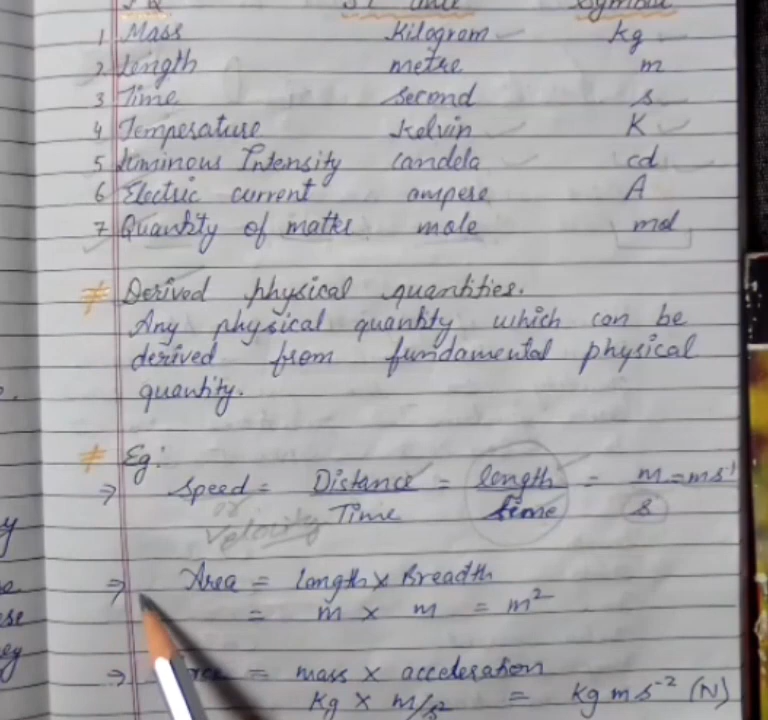 1 Mass Kilogram kg
2 Length metre m
3 Time second s
4 Temperature Kelvin K
5 Luminous Intensity candela cd
6 Electric current ampere A
7 Quantity of matter mole mol
# Derived physical quantities.
Any physical quantity which can be
derived from fundamental physical
quantity.
# Eg:
⇒ Speed = Distance / Time = length / time = m / s = ms⁻¹
or
Velocity
⇒ Area = Length × Breadth
= m × m = m²
⇒ = mass × acceleration
Kg × m/s² = kg m s⁻² (N)